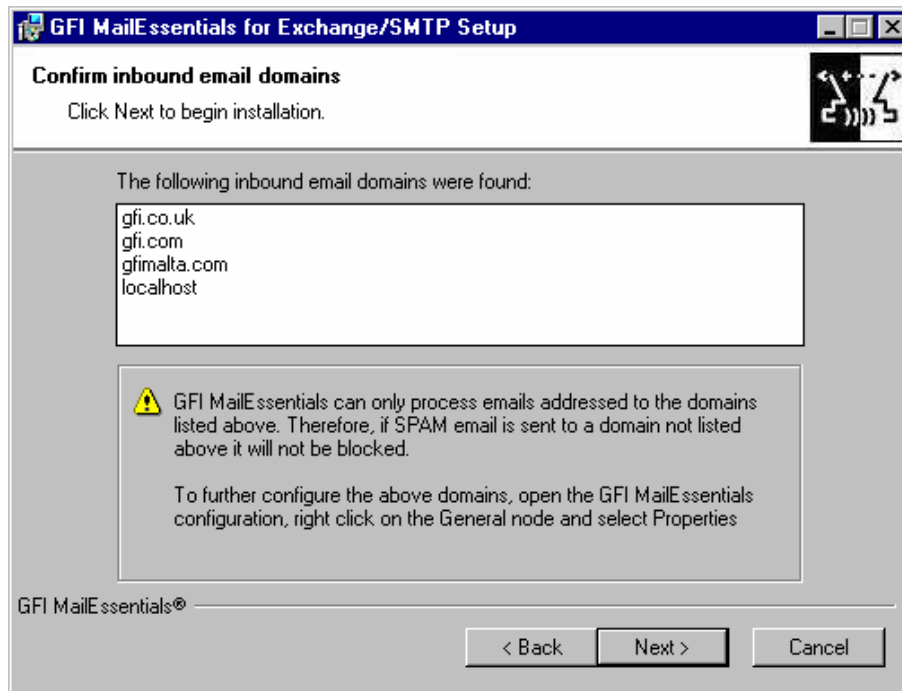 GFI MailEssentials for Exchange/SMTP Setup
Confirm inbound email domains
Click Next to begin installation.
The following inbound email domains were found:
gfi.co.uk
gfi.com
gfimalta.com
localhost
GFI MailEssentials can only process emails addressed to the domains
listed above. Therefore, if SPAM email is sent to a domain not listed
above it will not be blocked.
To further configure the above domains, open the GFI MailEssentials
configuration, right click on the General node and select Properties
GFI MailEssentials®
< Back
Next >
Cancel